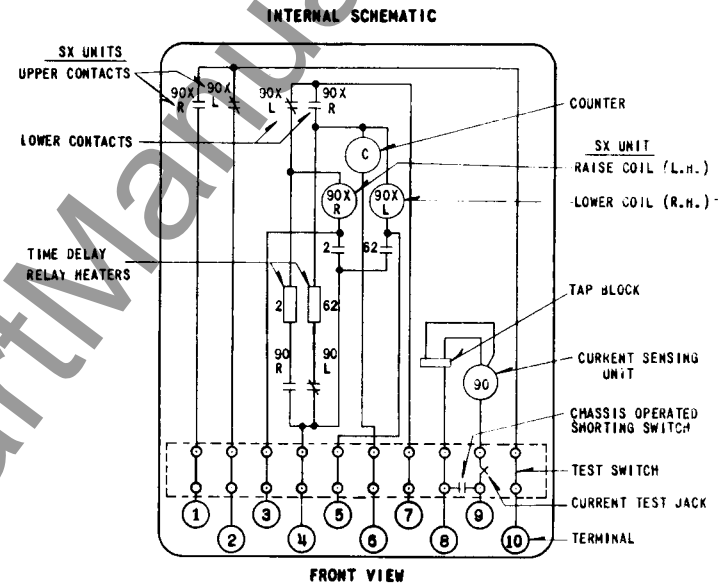 INTERNAL SCHEMATIC
SX UNITS
UPPER CONTACTS
90X
R
90X
L
90X
L
90X
R
LOWER CONTACTS
COUNTER
C
SX UNIT
RAISE COIL (L.H.)
90X
R
90X
L
LOWER COIL (R.H.)
2
62
TIME DELAY
RELAY HEATERS
2
62
TAP BLOCK
90
R
90
L
90
CURRENT SENSING
UNIT
CHASSIS OPERATED
SHORTING SWITCH
TEST SWITCH
CURRENT TEST JACK
1
2
3
4
5
6
7
8
9
10
TERMINAL
FRONT VIEW